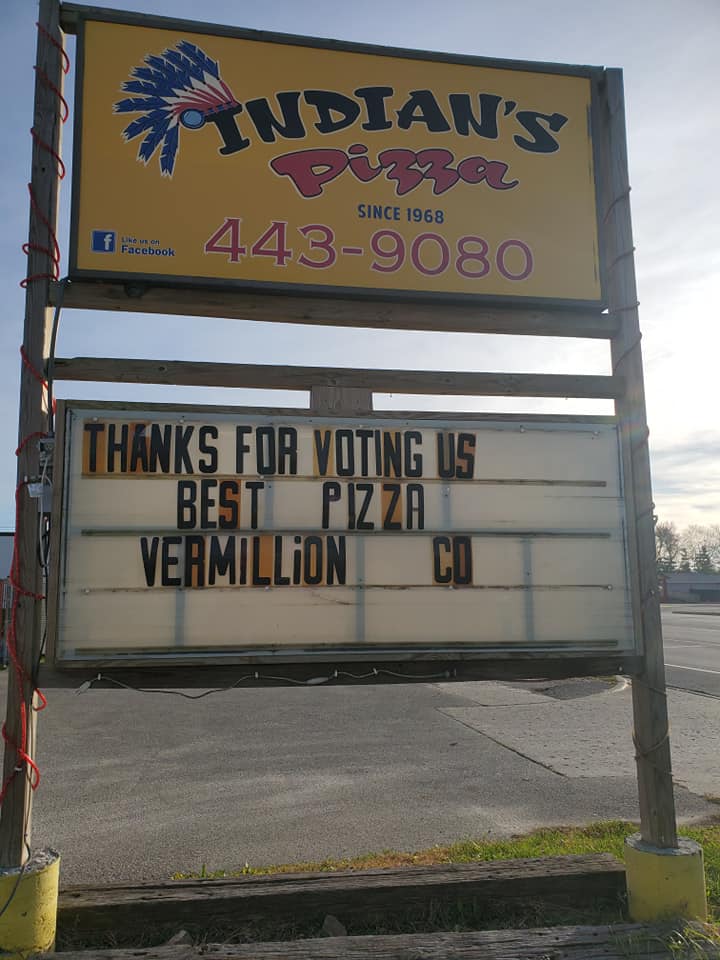 INDIAN'S
Pizza
SINCE 1968
443-9080
f Like us on
Facebook
THANKS FOR VOTING US
BEST PIZZA
VERMILLiON CO